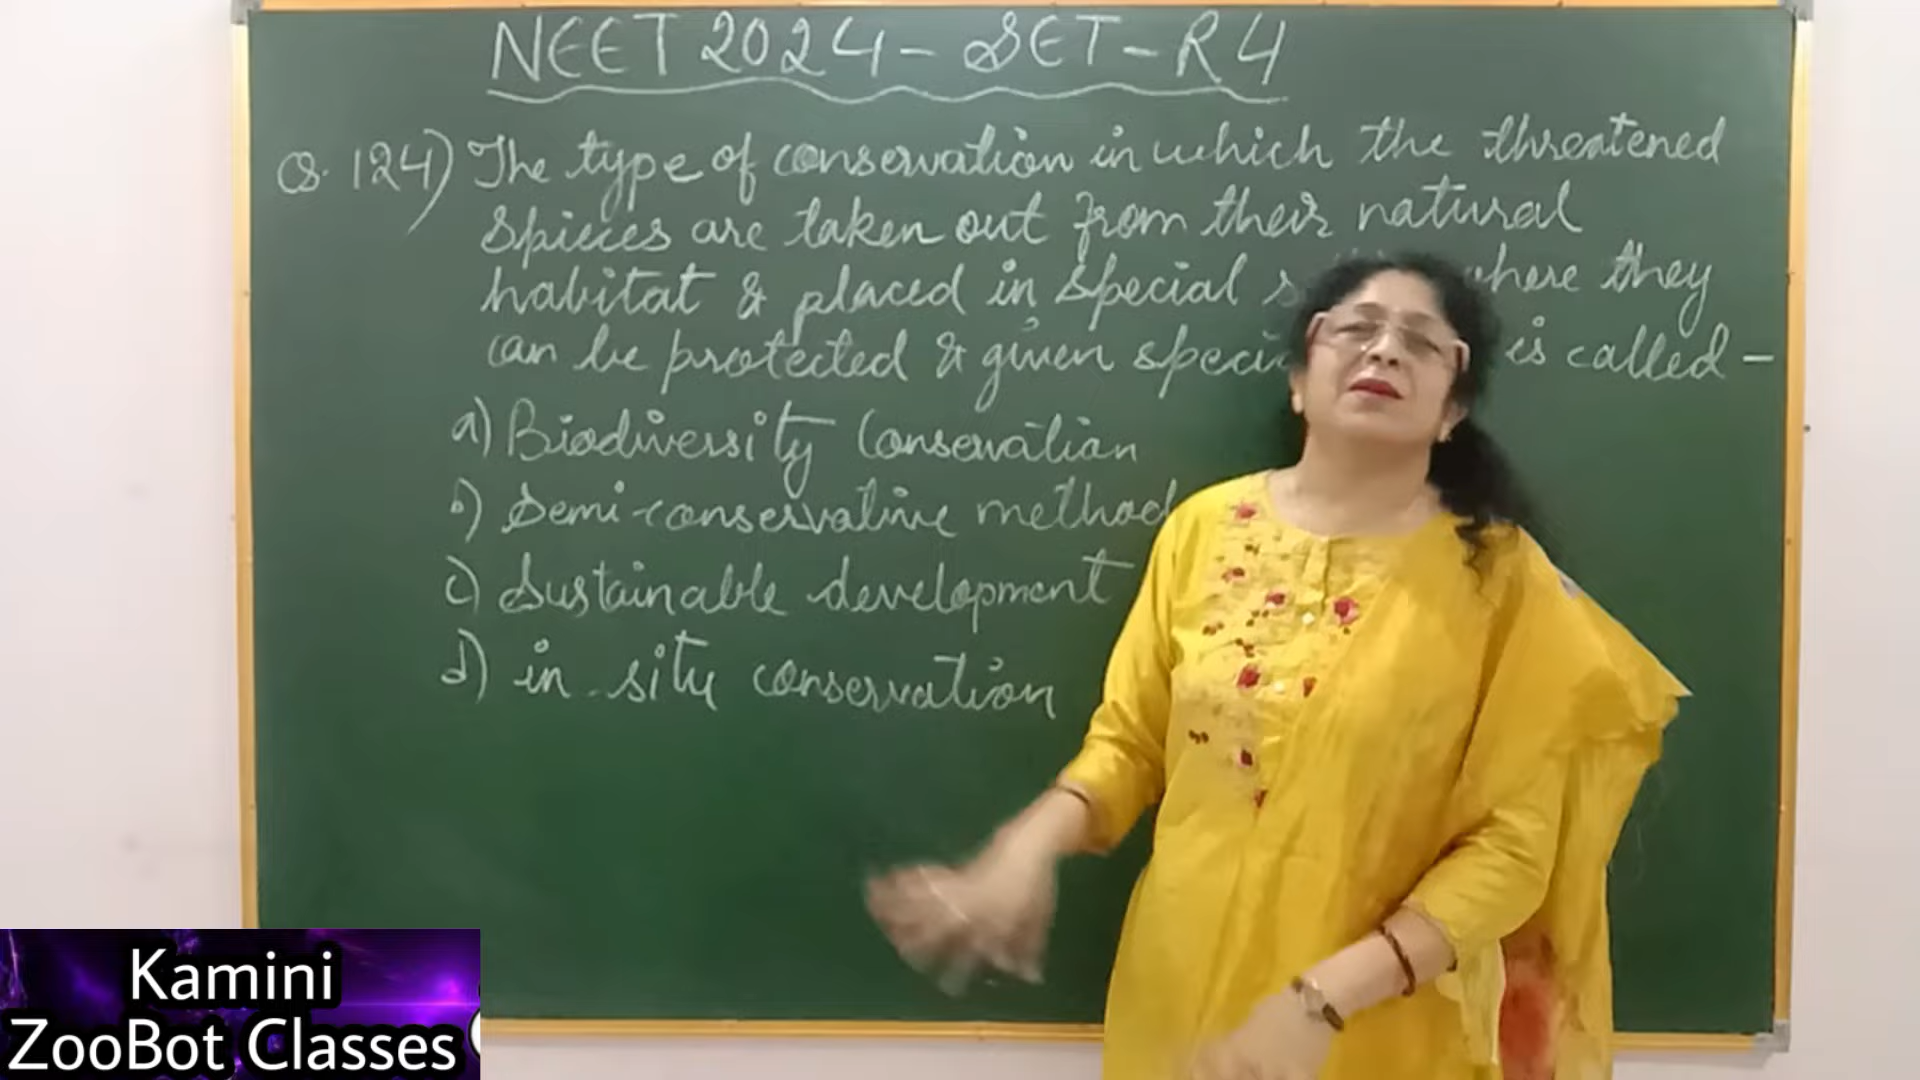 NEET 2024 - SET - R4
Q. 124) The type of conservation in which the threatened
spieces are taken out from their natural
habitat & placed in special where they
can be protected & given is called -
a) Biodiversity Conservation
b) Semi-conservative method
c) Sustainable development
d) in situ conservation
Kamini
ZooBot Classes